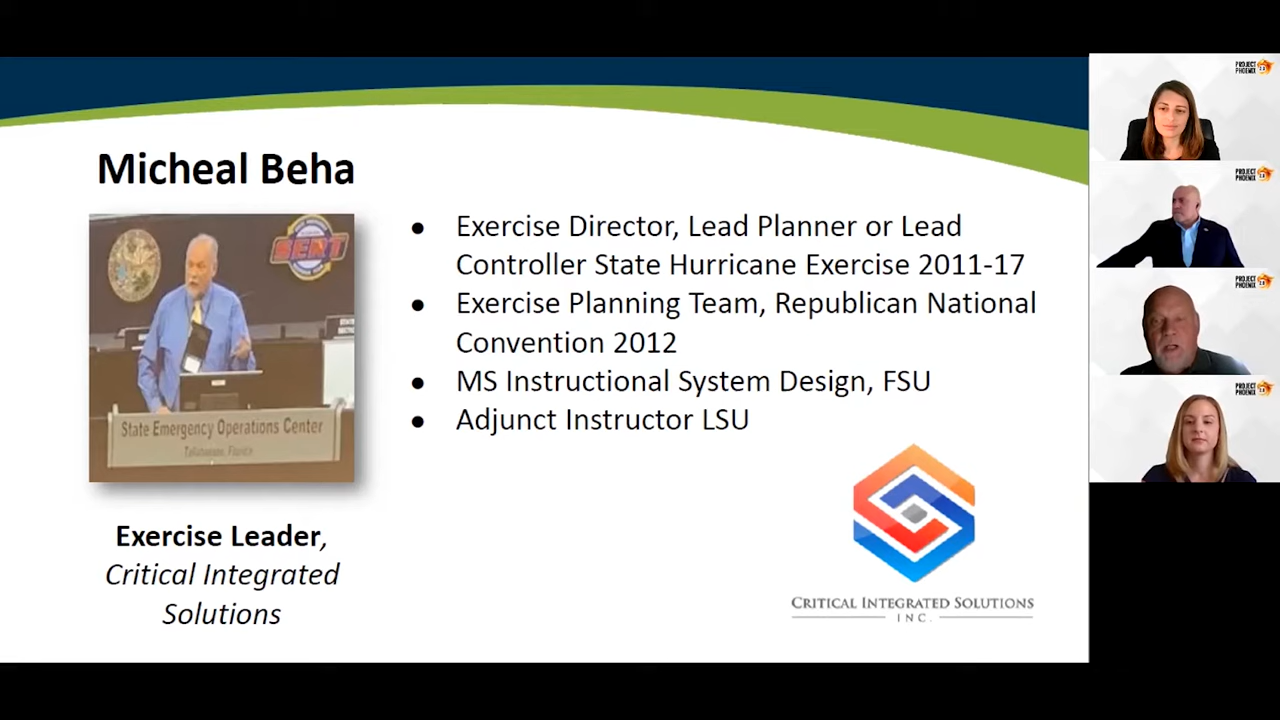 Micheal Beha
SERT
State Emergency Operations Center
Tallahassee, Florida
Exercise Leader,
Critical Integrated
Solutions
● Exercise Director, Lead Planner or Lead
Controller State Hurricane Exercise 2011-17
● Exercise Planning Team, Republican National
Convention 2012
● MS Instructional System Design, FSU
● Adjunct Instructor LSU
CRITICAL INTEGRATED SOLUTIONS
INC.
PROJECT
PHOENIX
PROJECT
PHOENIX
PROJECT
PHOENIX
PROJECT
PHOENIX